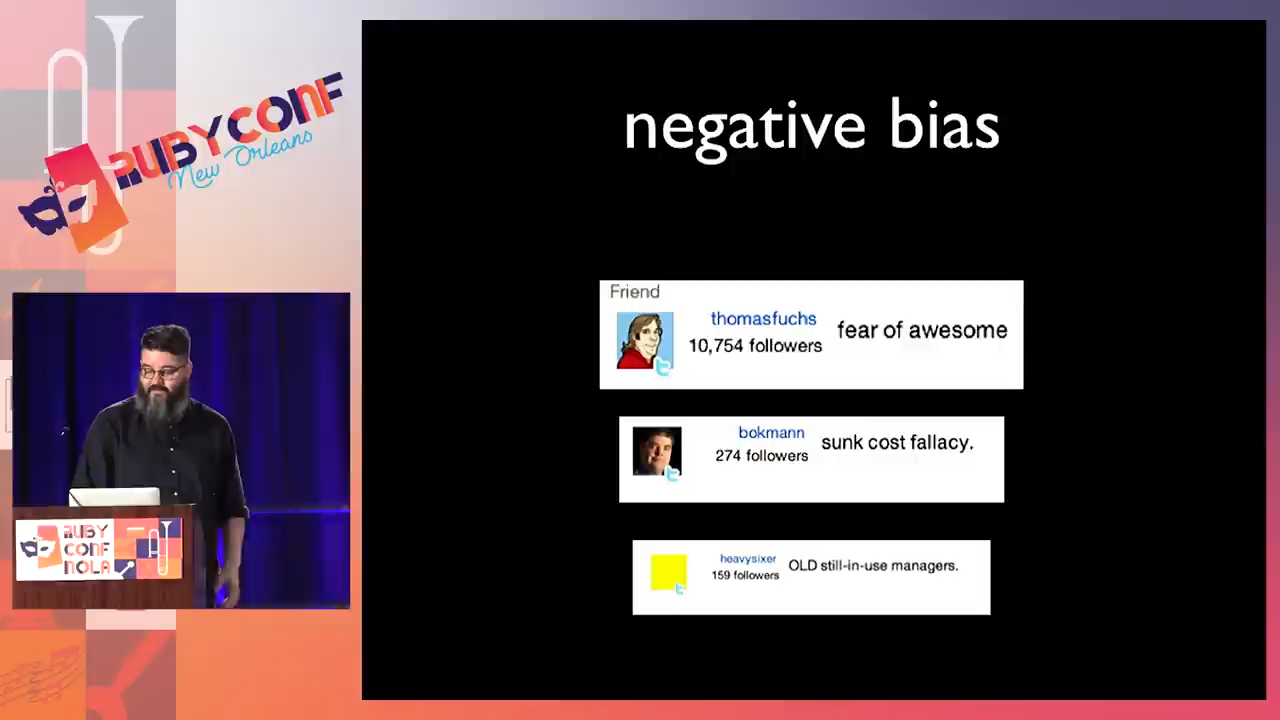 RUBYCONF
New Orleans
negative bias
Friend
thomasfuchs
10,754 followers
fear of awesome
bokmann
274 followers
sunk cost fallacy.
heavysixer
159 followers
OLD still-in-use managers.
RUBY
CONF
NOLA